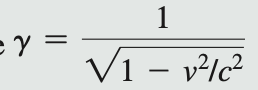 e γ = 1/√(1 − v²/c²)